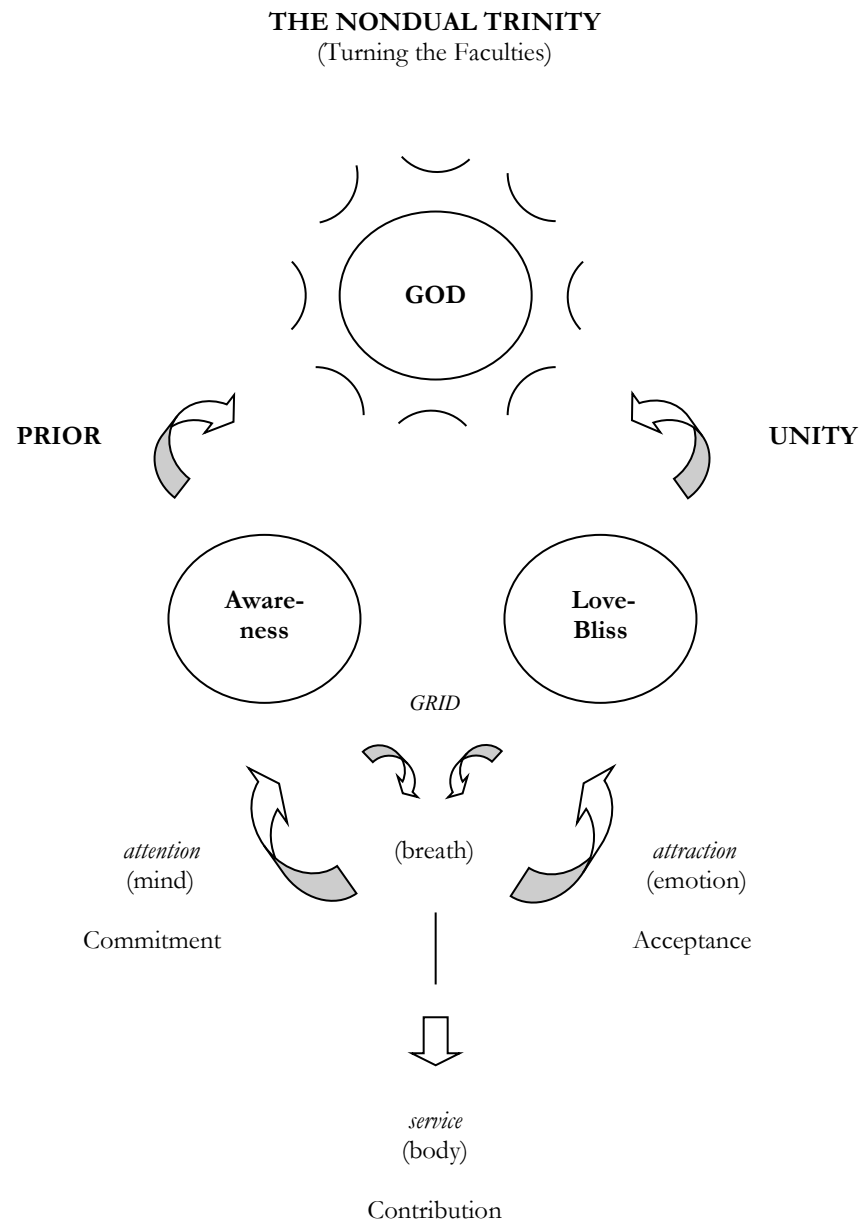 THE NONDUAL TRINITY
(Turning the Faculties)
GOD
PRIOR
UNITY
Aware-
ness
Love-
Bliss
GRID
attention
(mind)
Commitment
(breath)
attraction
(emotion)
Acceptance
service
(body)
Contribution